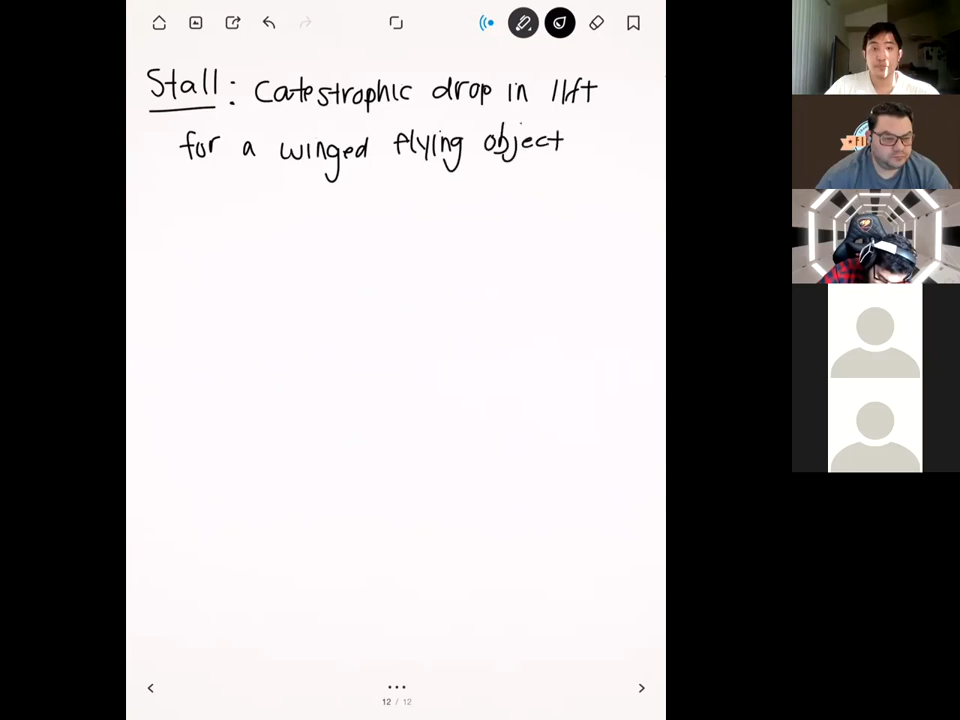 Stall: Catestrophic drop in lift
for a winged flying object
12 / 12